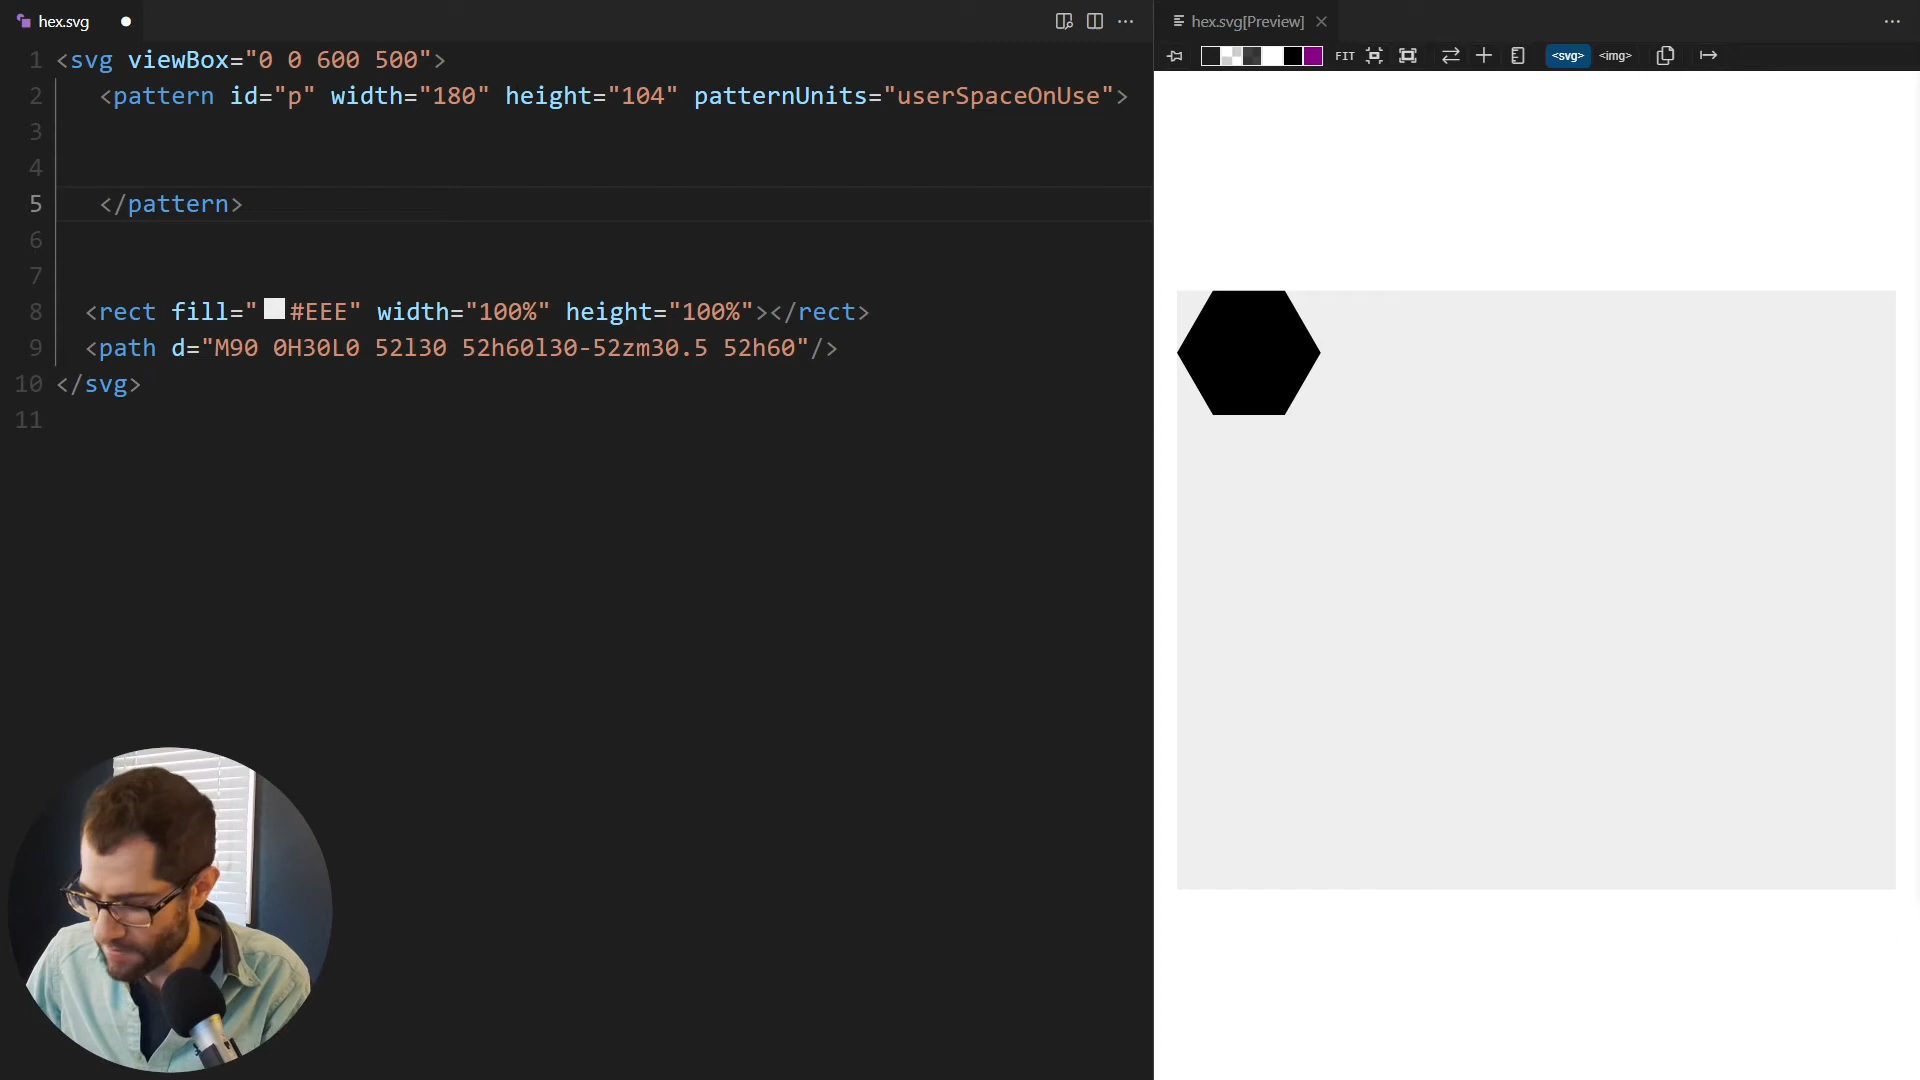 hex.svg
hex.svg[Preview]
FIT
<svg>
<img>
1 <svg viewBox="0 0 600 500">
2 <pattern id="p" width="180" height="104" patternUnits="userSpaceOnUse">
3
4
5 </pattern>
6
7
8 <rect fill="#EEE" width="100%" height="100%"></rect>
9 <path d="M90 0H30L0 52l30 52h60l30-52zm30.5 52h60"/>
10 </svg>
11